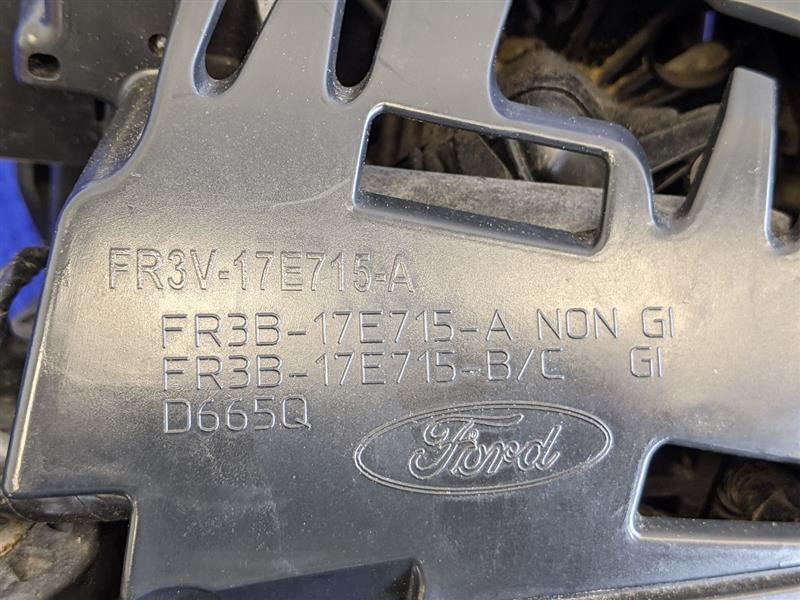 FR3V-17E715-A
FR3B-17E715-A NON GI
FR3B-17E715-B/C GI
D665Q
Ford